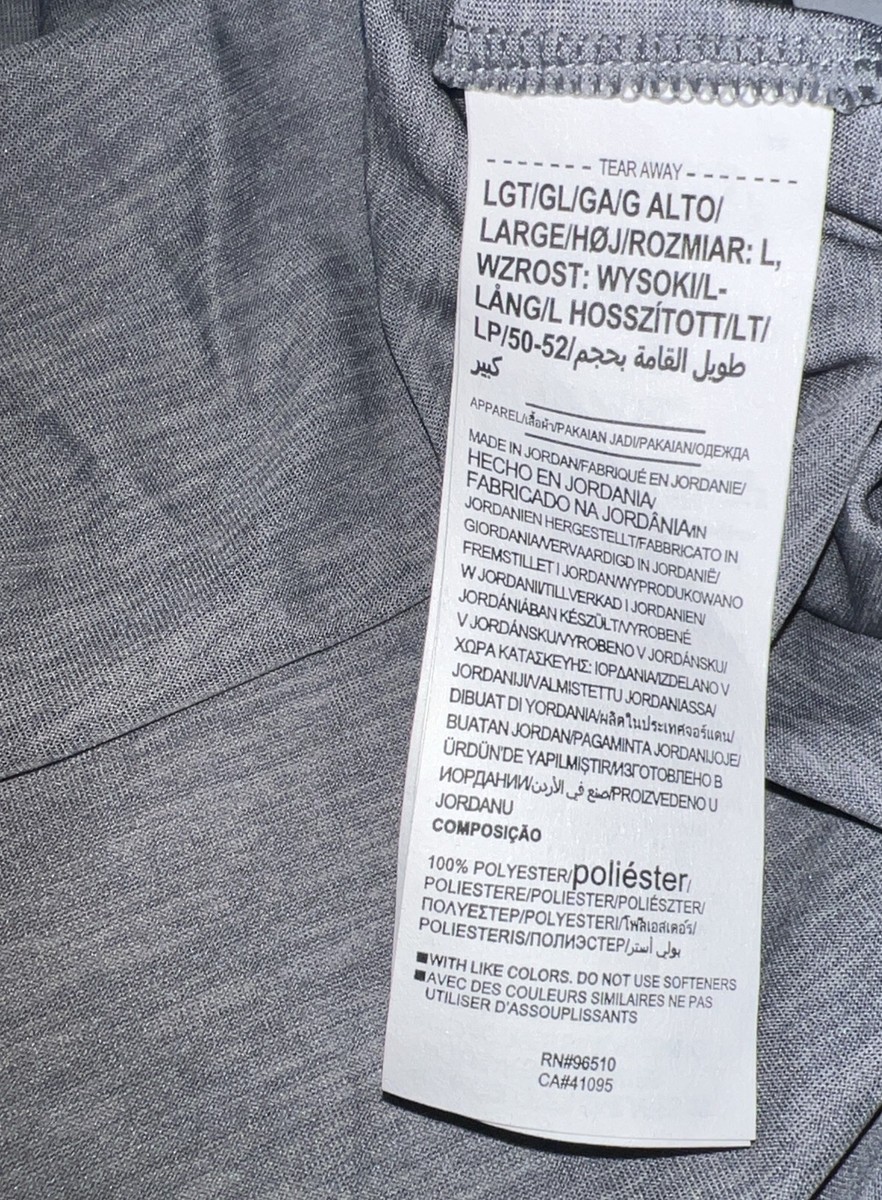 ------- TEAR AWAY -------
LGT/GL/GA/G ALTO/
LARGE/HØJ/ROZMIAR: L,
WZROST: WYSOKI/L-
LÅNG/L HOSSZÍTOTT/LT/
LP/50-52/طويل القامة بحجم
كبير
APPAREL/เสื้อผ้า/PAKAIAN JADI/PAKAIAN/ОДЕЖДА
MADE IN JORDAN/FABRIQUÉ EN JORDANIE/
HECHO EN JORDANIA/
FABRICADO NA JORDÂNIA/IN
JORDANIEN HERGESTELLT/FABBRICATO IN
GIORDANIA/VERVAARDIGD IN JORDANIË/
FREMSTILLET I JORDAN/WYPRODUKOWANO
W JORDANII/TILLVERKAD I JORDANIEN/
JORDÁNIÁBAN KÉSZÜLT/VYROBENÉ
V JORDÁNSKU/VYROBENO V JORDÁNSKU/
ΧΩΡΑ ΚΑΤΑΣΚΕΥΗΣ: ΙΟΡΔΑΝΙΑ/IZDELANO V
JORDANIJI/VALMISTETTU JORDANIASSA/
DIBUAT DI YORDANIA/ผลิตในประเทศจอร์แดน/
BUATAN JORDAN/PAGAMINTA JORDANIJOJE/
ÜRDÜN'DE YAPILMIŞTIR/ИЗГОТОВЛЕНО В
ИОРДАНИИ/صنع في الأردن/PROIZVEDENO U
JORDANU
COMPOSIÇÃO
100% POLYESTER/poliéster/
POLIESTERE/POLIESTER/POLIÉSZTER/
ΠΟΛΥΕΣΤΕΡ/POLYESTERI/โพลีเอสเตอร์/
POLIESTERIS/ПОЛИЭСТЕР/بولي أستر
■WITH LIKE COLORS. DO NOT USE SOFTENERS
■AVEC DES COULEURS SIMILAIRES NE PAS
UTILISER D'ASSOUPLISSANTS
RN#96510
CA#41095